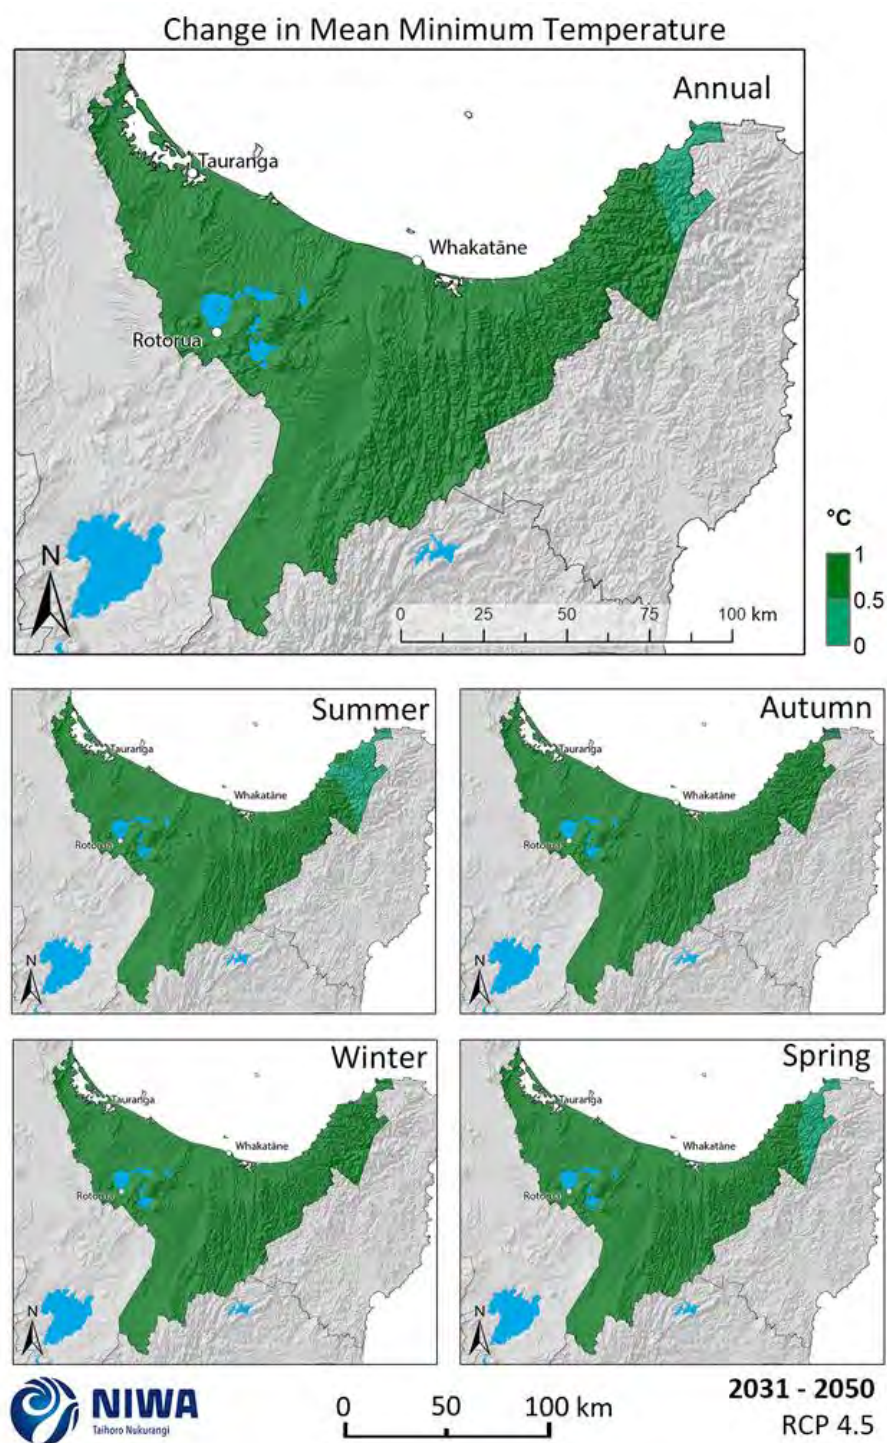 Change in Mean Minimum Temperature
Annual
Tauranga
Whakatāne
Rotorua
N
°C
1
0.5
0
0 25 50 75 100 km
Summer
Tauranga
Whakatāne
Rotorua
N
Autumn
Tauranga
Whakatāne
Rotorua
N
Winter
Tauranga
Whakatāne
Rotorua
N
Spring
Tauranga
Whakatāne
Rotorua
N
NIWA
Taihoro Nukurangi
0 50 100 km
2031 - 2050
RCP 4.5